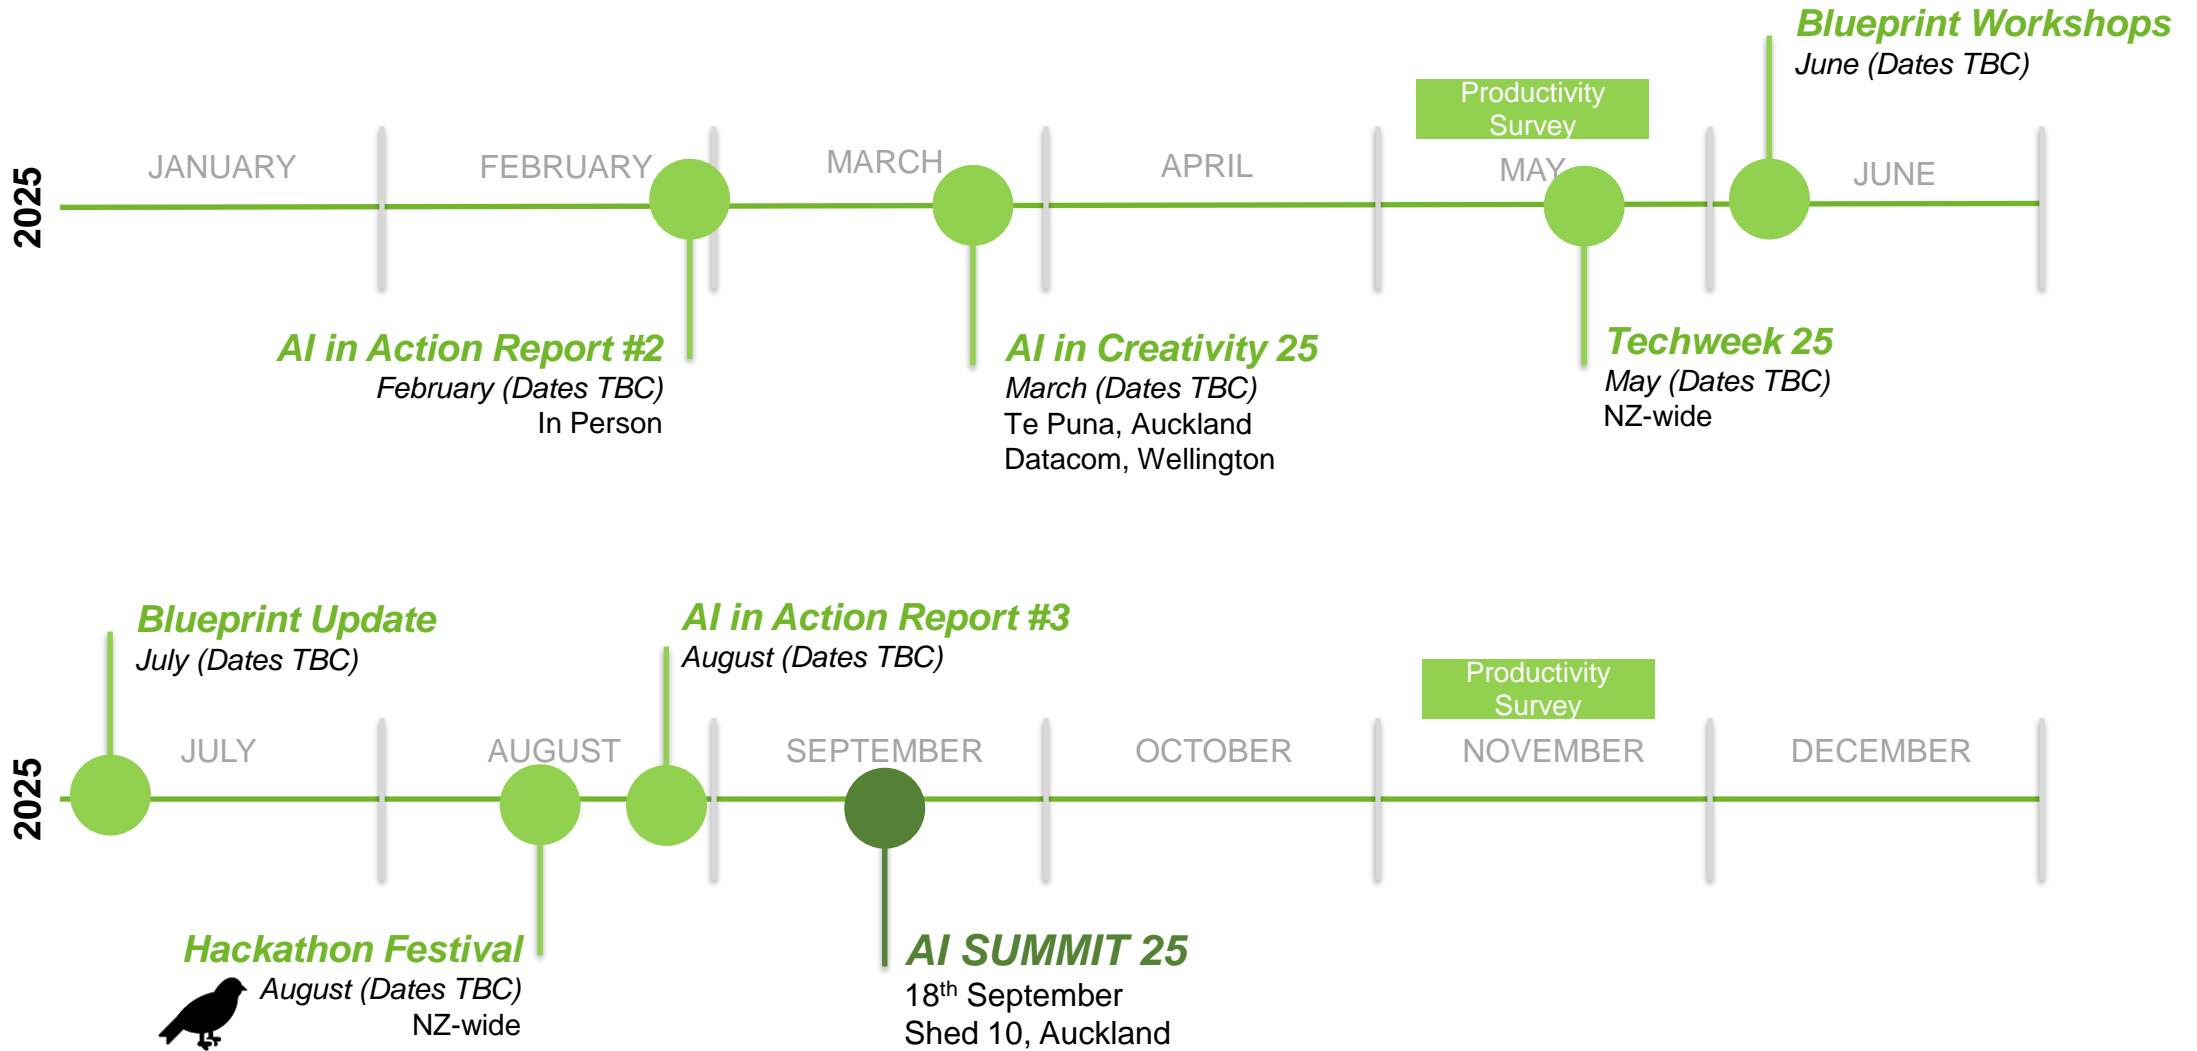 Blueprint Workshops
June (Dates TBC)
Productivity
Survey
2025
JANUARY
FEBRUARY
MARCH
APRIL
MAY
JUNE
AI in Action Report #2
February (Dates TBC)
In Person
AI in Creativity 25
March (Dates TBC)
Te Puna, Auckland
Datacom, Wellington
Techweek 25
May (Dates TBC)
NZ-wide
Blueprint Update
July (Dates TBC)
AI in Action Report #3
August (Dates TBC)
Productivity
Survey
2025
JULY
AUGUST
SEPTEMBER
OCTOBER
NOVEMBER
DECEMBER
Hackathon Festival
August (Dates TBC)
NZ-wide
AI SUMMIT 25
18th September
Shed 10, Auckland